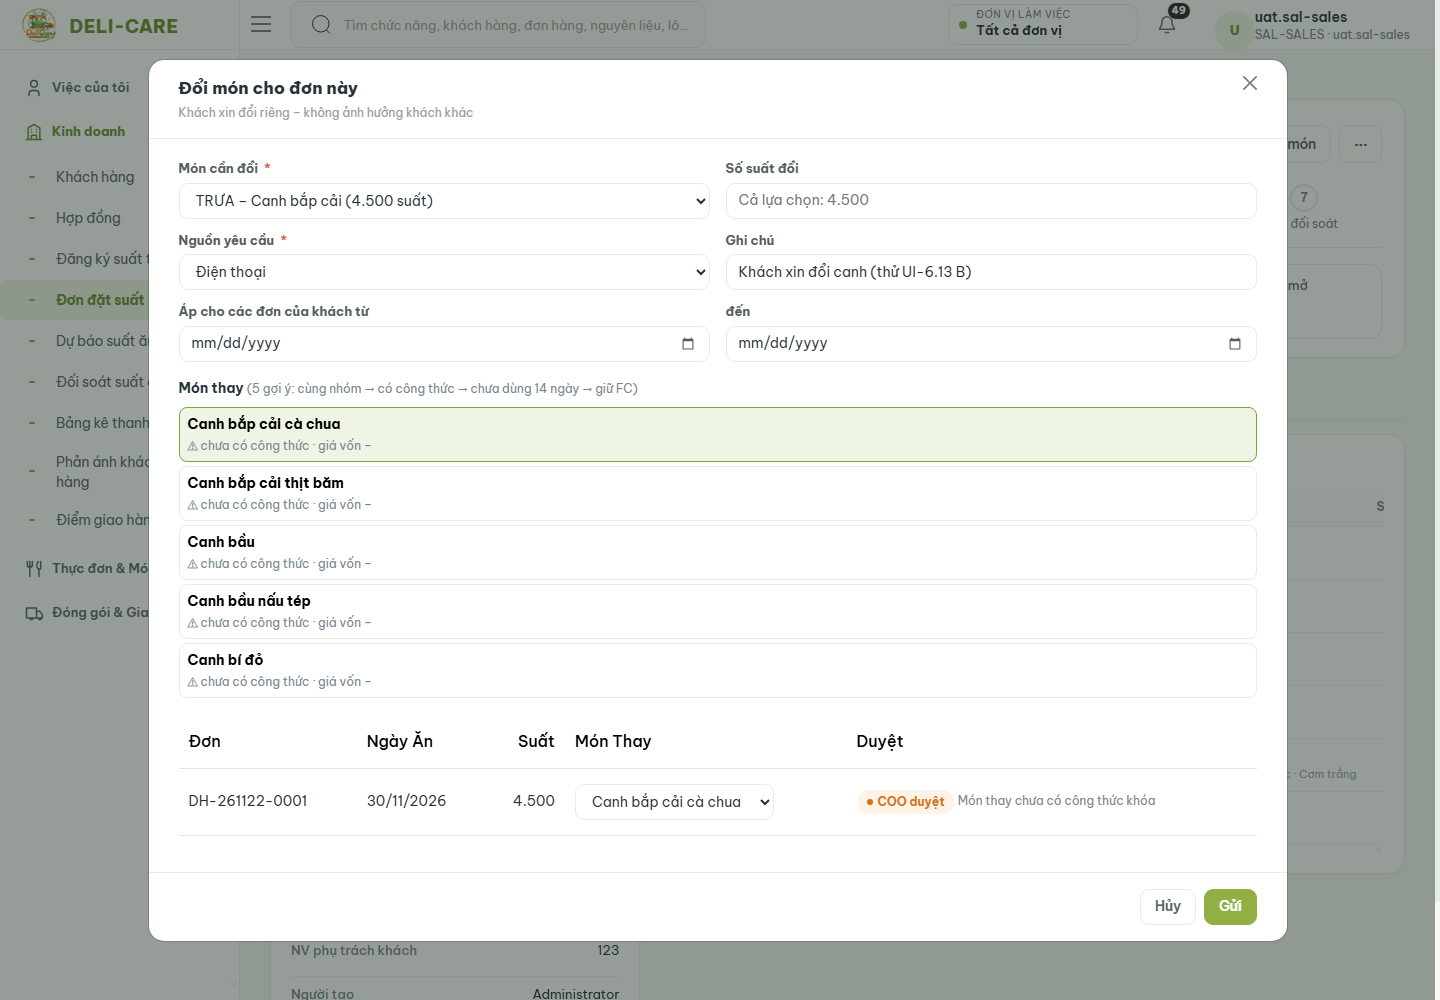 DELI-CARE
Tìm chức năng, khách hàng, đơn hàng, nguyên liệu, lô...
ĐƠN VỊ LÀM VIỆC
Tất cả đơn vị
49
U
uat.sal-sales
SAL-SALES · uat.sal-sales
Việc của tôi
Kinh doanh
- Khách hàng
- Hợp đồng
- Đăng ký suất
- Đơn đặt suất
- Dự báo suất
- Đối soát suất
- Bảng kê thanh
- Phản ánh
hàng
- Điểm giao
Thực đơn &
Đóng gói &
Đổi món cho đơn này
Khách xin đổi riêng – không ảnh hưởng khách khác
Món cần đổi *
TRƯA – Canh bắp cải (4.500 suất)
Số suất đổi
Cả lựa chọn: 4.500
Nguồn yêu cầu *
Điện thoại
Ghi chú
Khách xin đổi canh (thử UI-6.13 B)
Áp cho các đơn của khách từ
mm/dd/yyyy
đến
mm/dd/yyyy
Món thay (5 gợi ý: cùng nhóm → có công thức → chưa dùng 14 ngày → giữ FC)
Canh bắp cải cà chua
⚠ chưa có công thức · giá vốn –
Canh bắp cải thịt băm
⚠ chưa có công thức · giá vốn –
Canh bầu
⚠ chưa có công thức · giá vốn –
Canh bầu nấu tép
⚠ chưa có công thức · giá vốn –
Canh bí đỏ
⚠ chưa có công thức · giá vốn –
Đơn Ngày Ăn Suất Món Thay Duyệt
DH-261122-0001 30/11/2026 4.500 Canh bắp cải cà chua • COO duyệt Món thay chưa có công thức khóa
Hủy Gửi
món ...
7
đối soát
mở
S
· Cơm trắng
NV phụ trách khách 123
Người tạo Administrator